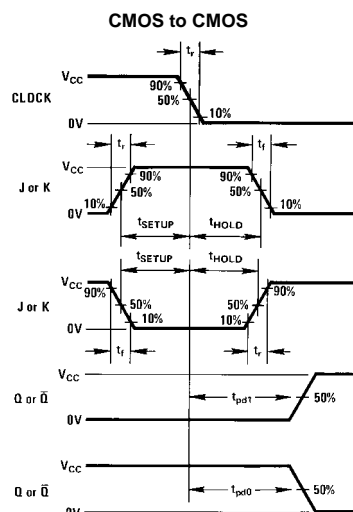 CMOS to CMOS
tr
VCC
90%
CLOCK
50%
10%
0V
tr
tf
VCC
90%
90%
J or K
50%
50%
10%
10%
0V
tSETUP
tHOLD
tSETUP
tHOLD
VCC
90%
90%
J or K
50%
50%
10%
10%
0V
tf
tr
VCC
Q or Q̅
tpd1
50%
0V
VCC
Q or Q̅
tpd0
50%
0V